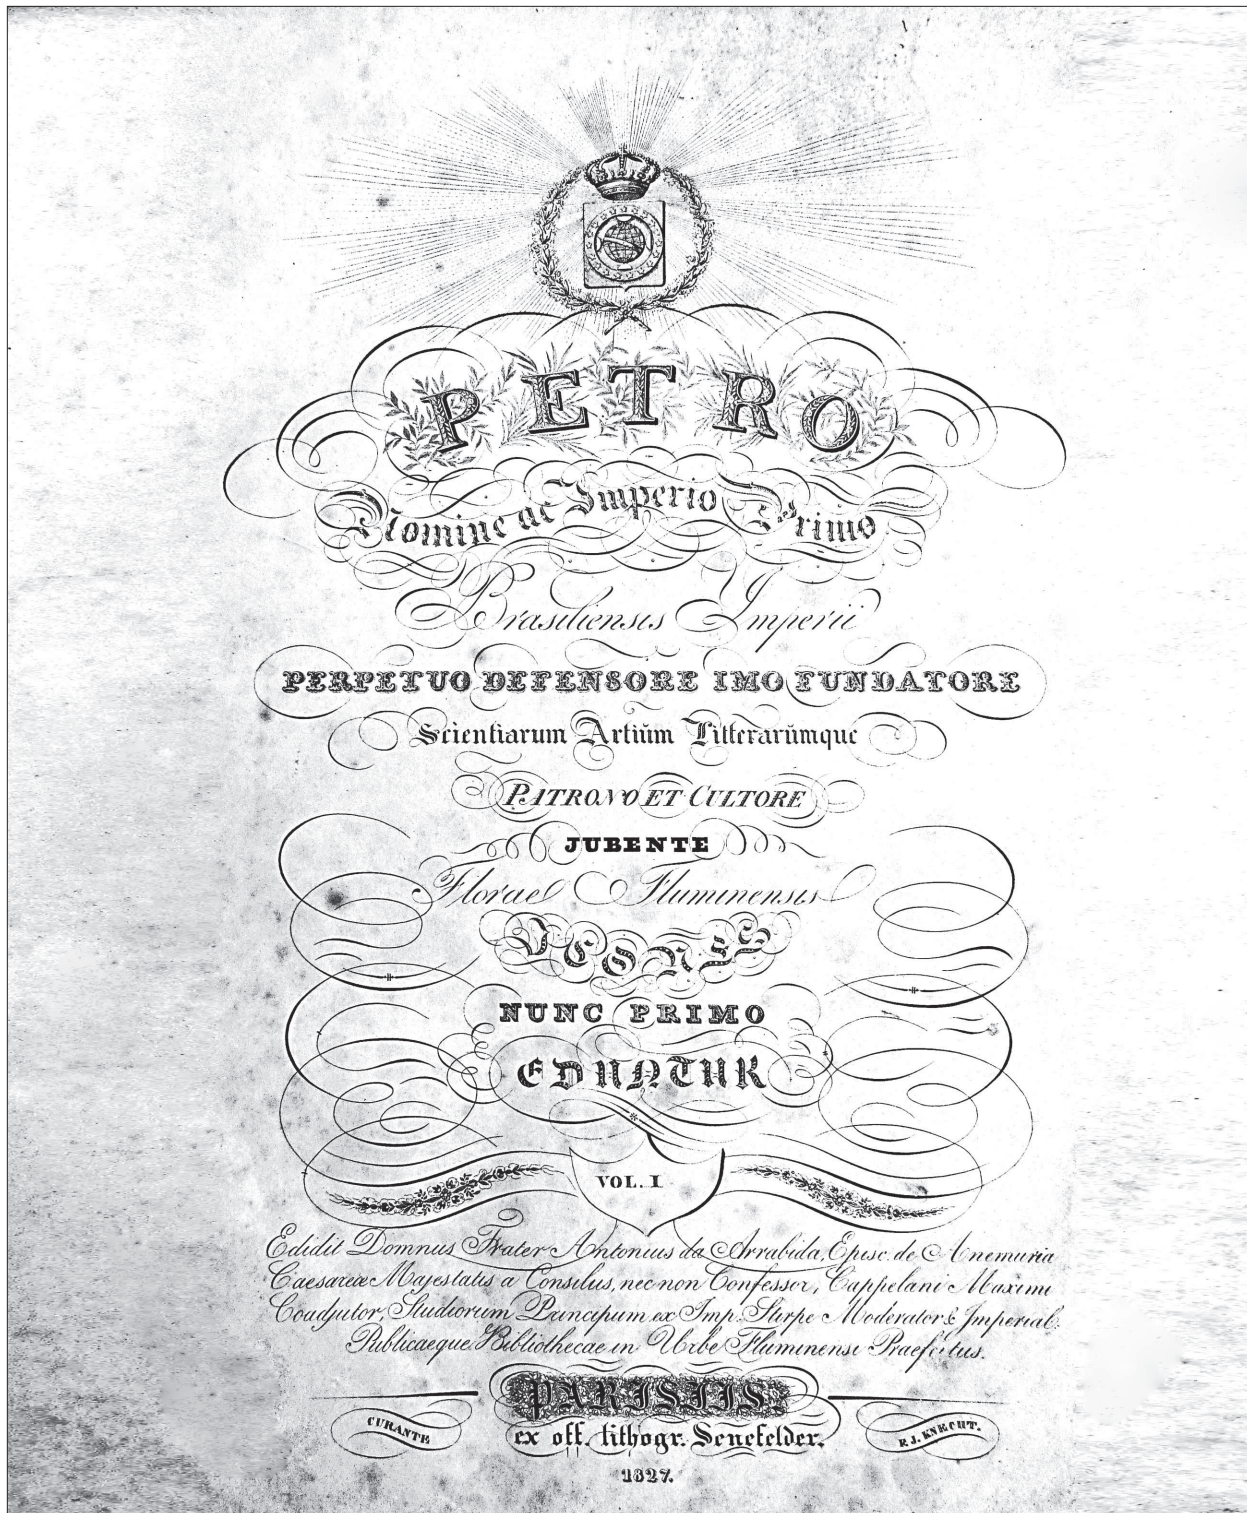 PETRO
Nomine ac Imperio Primo
Brasiliensis Imperii
PERPETUO DEFENSORE IMO FUNDATORE
Scientiarum Artium Litterarumque
PATRONO ET CULTORE
JUBENTE
Florae Fluminensis
ICONES
NUNC PRIMO
EDUNTUR
VOL. I
Edidit Domnus Frater Antonius da Arrabida, Episc. de Anemuria
Caesareae Majestatis a Consiliis, nec non Confessor, Cappelani Maximi
Coadjutor, Studiorum Principum ex Imp. Stirpe Moderator & Imperial.
Publicaeque Bibliothecae in Urbe Fluminensi Praefectus.
PARISIIS.
CURANTE
ex off. lithogr. Senefelder.
P. J. KNECHT.
1827.